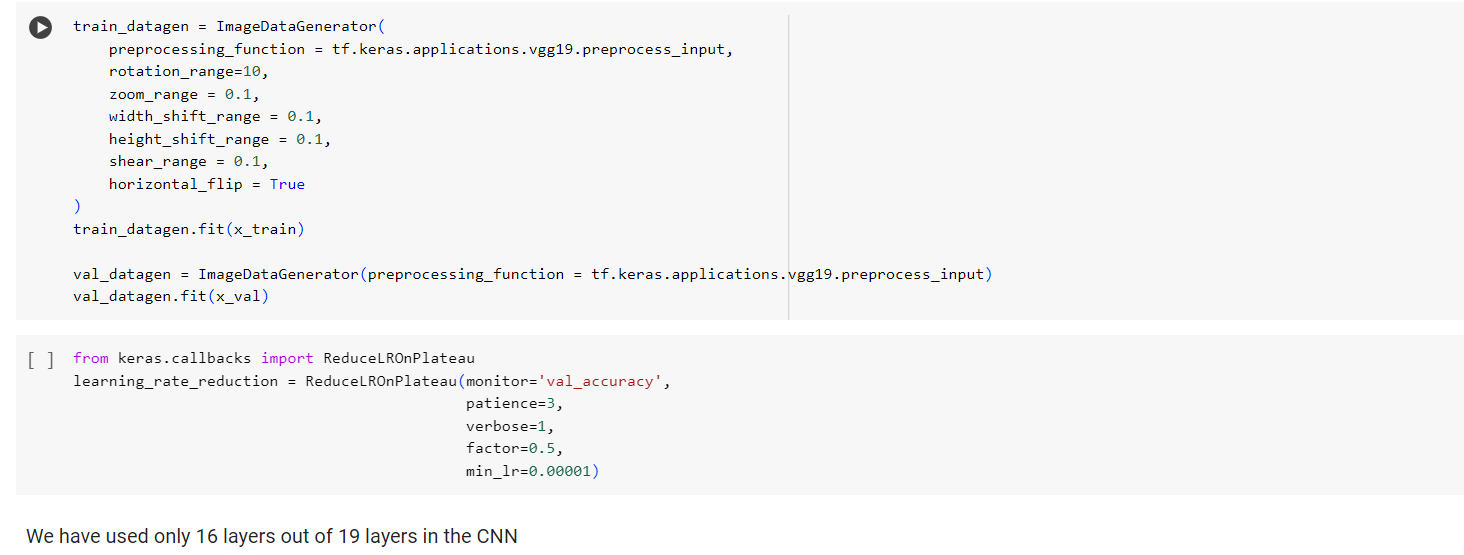 train_datagen = ImageDataGenerator(
    preprocessing_function = tf.keras.applications.vgg19.preprocess_input,
    rotation_range=10,
    zoom_range = 0.1,
    width_shift_range = 0.1,
    height_shift_range = 0.1,
    shear_range = 0.1,
    horizontal_flip = True
)
train_datagen.fit(x_train)

val_datagen = ImageDataGenerator(preprocessing_function = tf.keras.applications.vgg19.preprocess_input)
val_datagen.fit(x_val)
[ ] from keras.callbacks import ReduceLROnPlateau
learning_rate_reduction = ReduceLROnPlateau(monitor='val_accuracy',
                                            patience=3,
                                            verbose=1,
                                            factor=0.5,
                                            min_lr=0.00001)
We have used only 16 layers out of 19 layers in the CNN